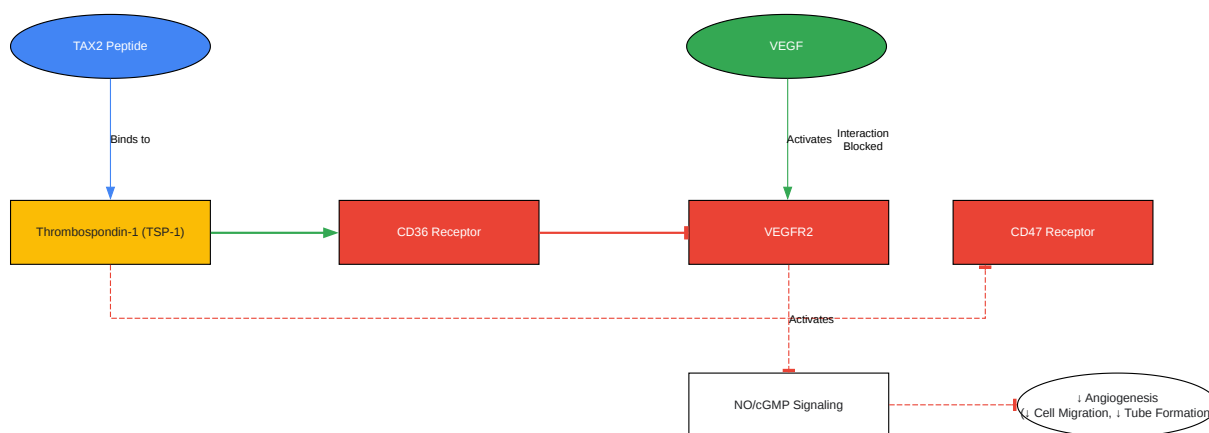 TAX2 Peptide
VEGF
Binds to
Activates
Interaction
Blocked
Thrombospondin-1 (TSP-1)
CD36 Receptor
VEGFR2
CD47 Receptor
Activates
NO/cGMP Signaling
↓ Angiogenesis
(↓ Cell Migration, ↓ Tube Formation